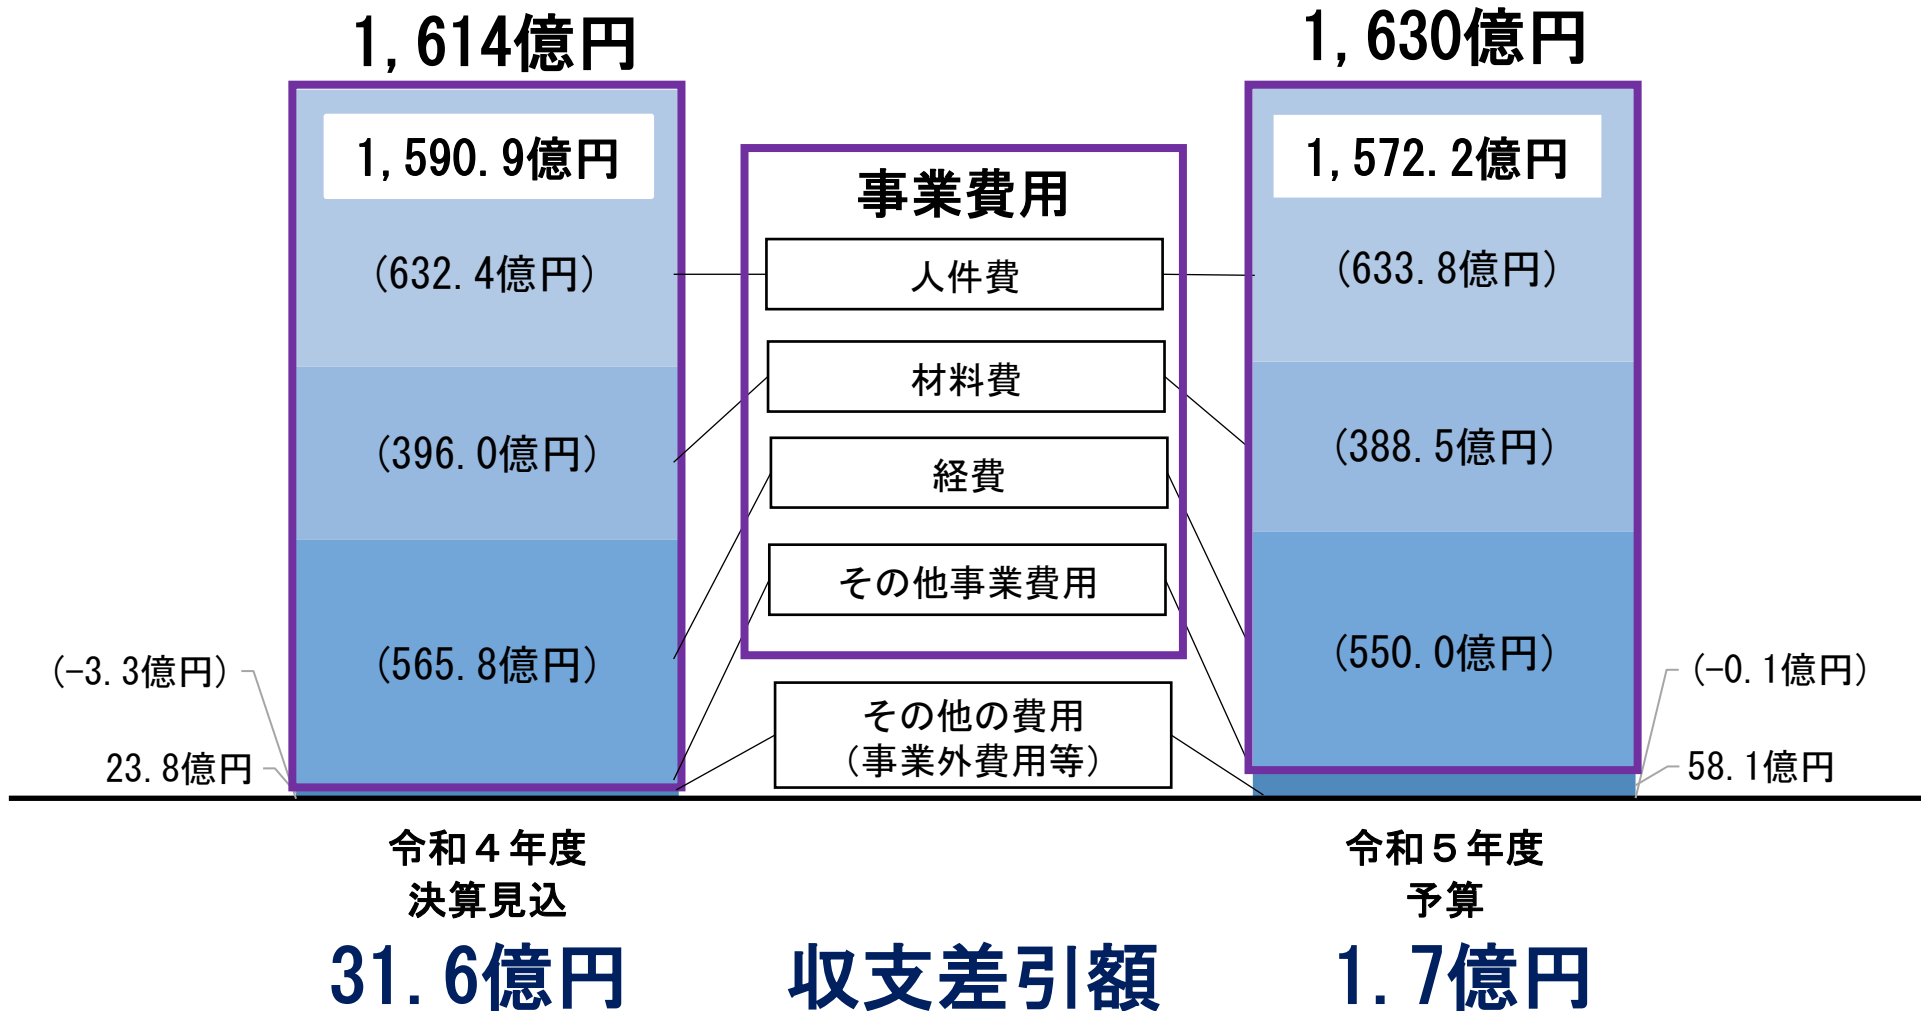 1,614億円
1,630億円
1,590.9億円
1,572.2億円
事業費用
(632.4億円)
人件費
(633.8億円)
材料費
(396.0億円)
(388.5億円)
経費
その他事業費用
(565.8億円)
(550.0億円)
(-3.3億円)
(-0.1億円)
その他の費用
(事業外費用等)
23.8億円
58.1億円
令和4年度
決算見込
令和5年度
予算
31.6億円
収支差引額
1.7億円